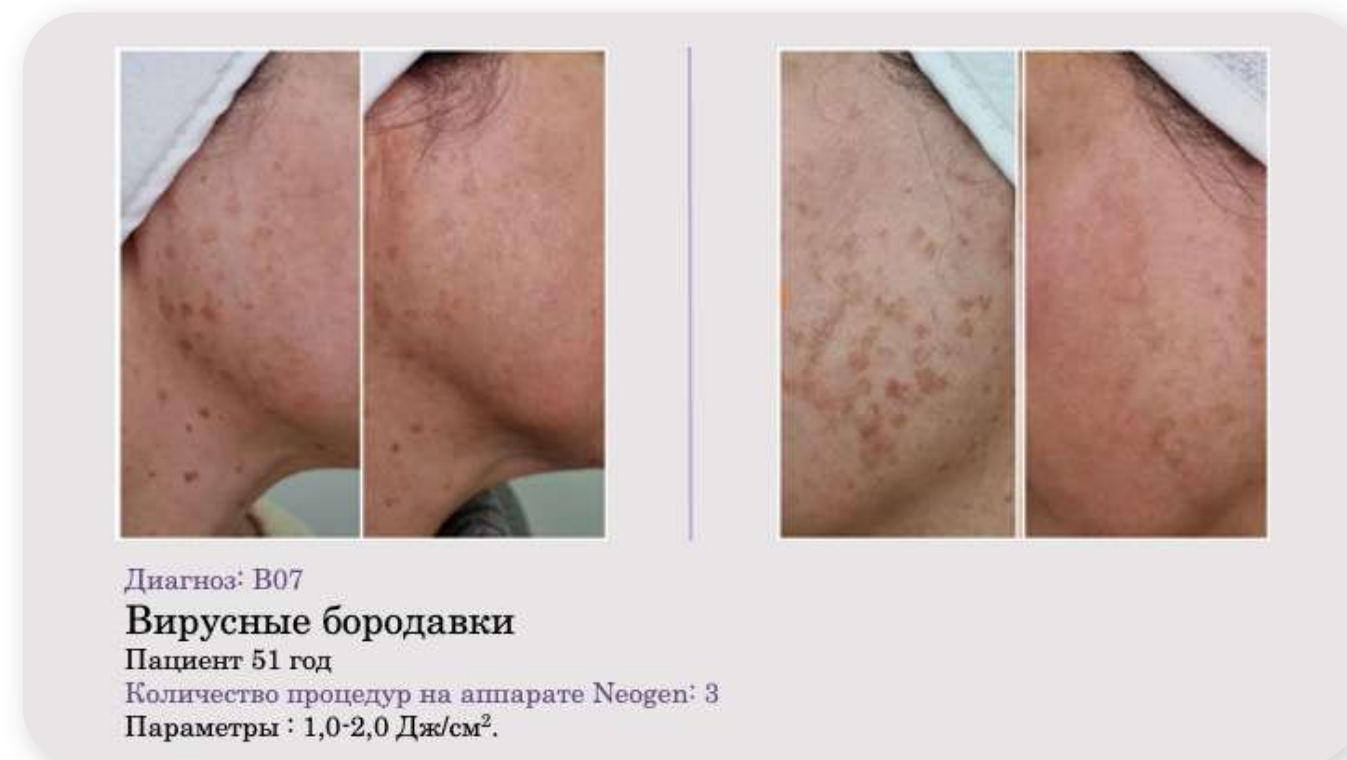 Диагноз: B07
Вирусные бородавки
Пациент 51 год
Количество процедур на аппарате Neogen: 3
Параметры : 1,0-2,0 Дж/см².